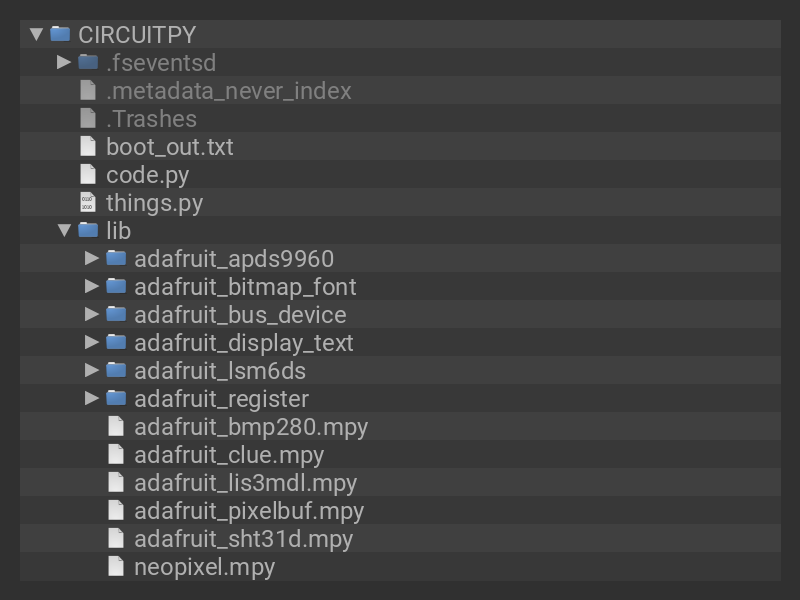 CIRCUITPY
.fseventsd
.metadata_never_index
.Trashes
boot_out.txt
code.py
things.py
lib
adafruit_apds9960
adafruit_bitmap_font
adafruit_bus_device
adafruit_display_text
adafruit_lsm6ds
adafruit_register
adafruit_bmp280.mpy
adafruit_clue.mpy
adafruit_lis3mdl.mpy
adafruit_pixelbuf.mpy
adafruit_sht31d.mpy
neopixel.mpy